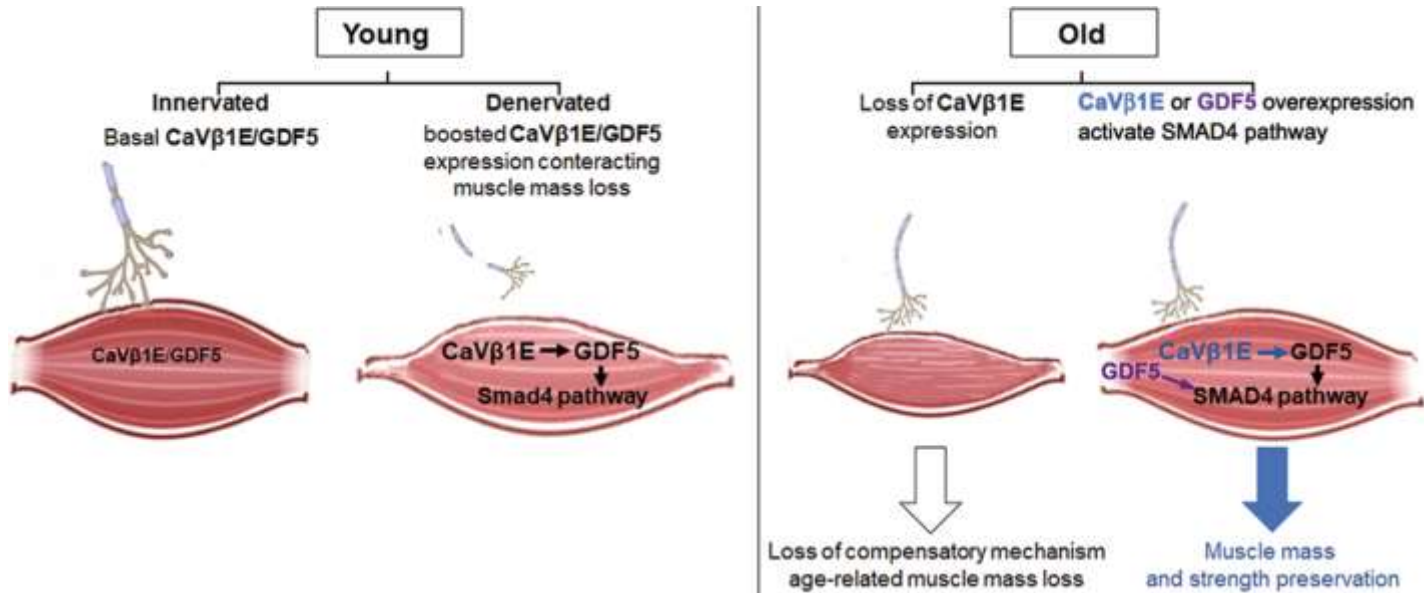 Young
Innervated
Basal CaVβ1E/GDF5
Denervated
boosted CaVβ1E/GDF5
expression conteracting
muscle mass loss
CaVβ1E/GDF5
CaVβ1E → GDF5
Smad4 pathway
Old
Loss of CaVβ1E
expression
CaVβ1E or GDF5 overexpression
activate SMAD4 pathway
CaVβ1E → GDF5
GDF5
SMAD4 pathway
Loss of compensatory mechanism
age-related muscle mass loss
Muscle mass
and strength preservation